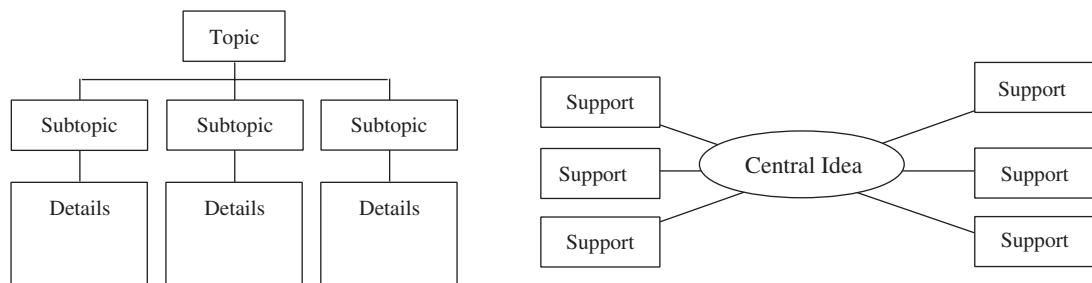 Topic
Subtopic
Subtopic
Subtopic
Details
Details
Details
Support
Support
Support
Central Idea
Support
Support
Support